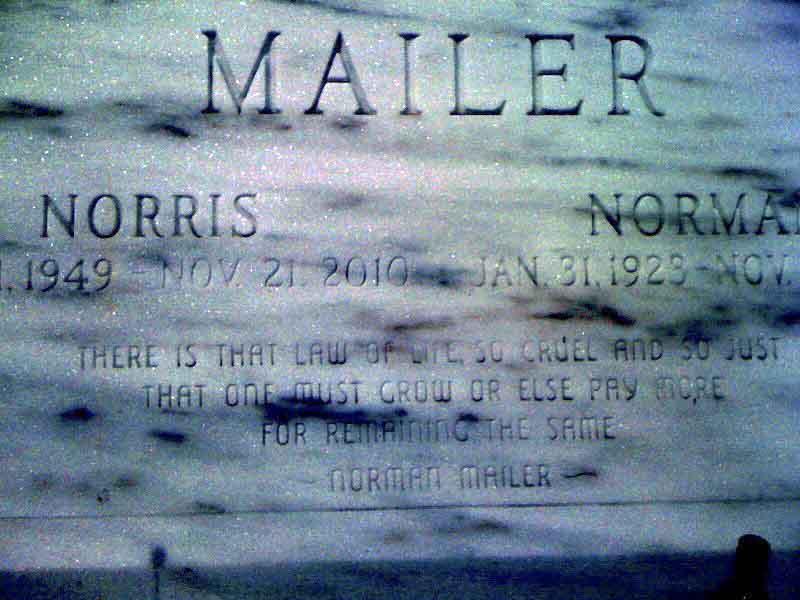 MAILER
NORRIS NORMAN
1949 – NOV. 21. 2010 JAN. 31, 1923 – NOV.
THERE IS THAT LAW OF LIFE, SO CRUEL AND SO JUST
THAT ONE MUST GROW OR ELSE PAY MORE
FOR REMAINING THE SAME
– NORMAN MAILER –